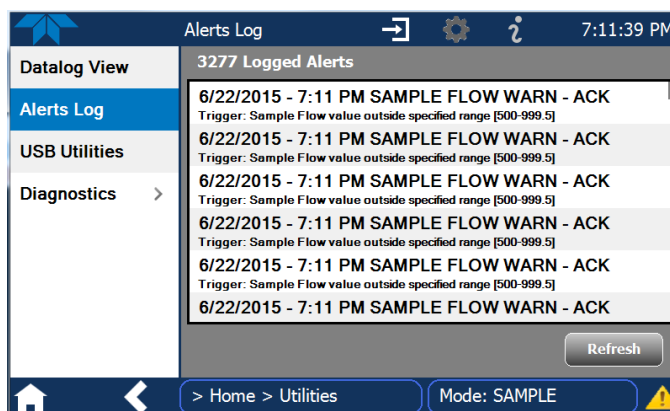 Alerts Log
7:11:39 PM
Datalog View
Alerts Log
USB Utilities
Diagnostics >
3277 Logged Alerts
6/22/2015 - 7:11 PM SAMPLE FLOW WARN - ACK
Trigger: Sample Flow value outside specified range [500-999.5]
6/22/2015 - 7:11 PM SAMPLE FLOW WARN - ACK
Trigger: Sample Flow value outside specified range [500-999.5]
6/22/2015 - 7:11 PM SAMPLE FLOW WARN - ACK
Trigger: Sample Flow value outside specified range [500-999.5]
6/22/2015 - 7:11 PM SAMPLE FLOW WARN - ACK
Trigger: Sample Flow value outside specified range [500-999.5]
6/22/2015 - 7:11 PM SAMPLE FLOW WARN - ACK
Trigger: Sample Flow value outside specified range [500-999.5]
6/22/2015 - 7:11 PM SAMPLE FLOW WARN - ACK
Refresh
> Home > Utilities
Mode: SAMPLE